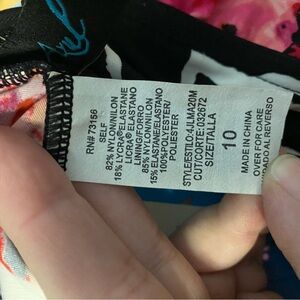 RN# 73156
SELF
82% NYLON/NILON
18% LYCRA®ELASTANE
LICRA®ELASTANO
LINING/FORRO
85% NYLON/NILON
15% ELASTANE/ELASTANO
100%POLYESTER/
POLIESTER
STYLE/ESTILO:4JLMA20M
CUT/CORTE:032672
SIZE/TALLA
10
MADE IN CHINA
OVER FOR CARE
AL REVERSO